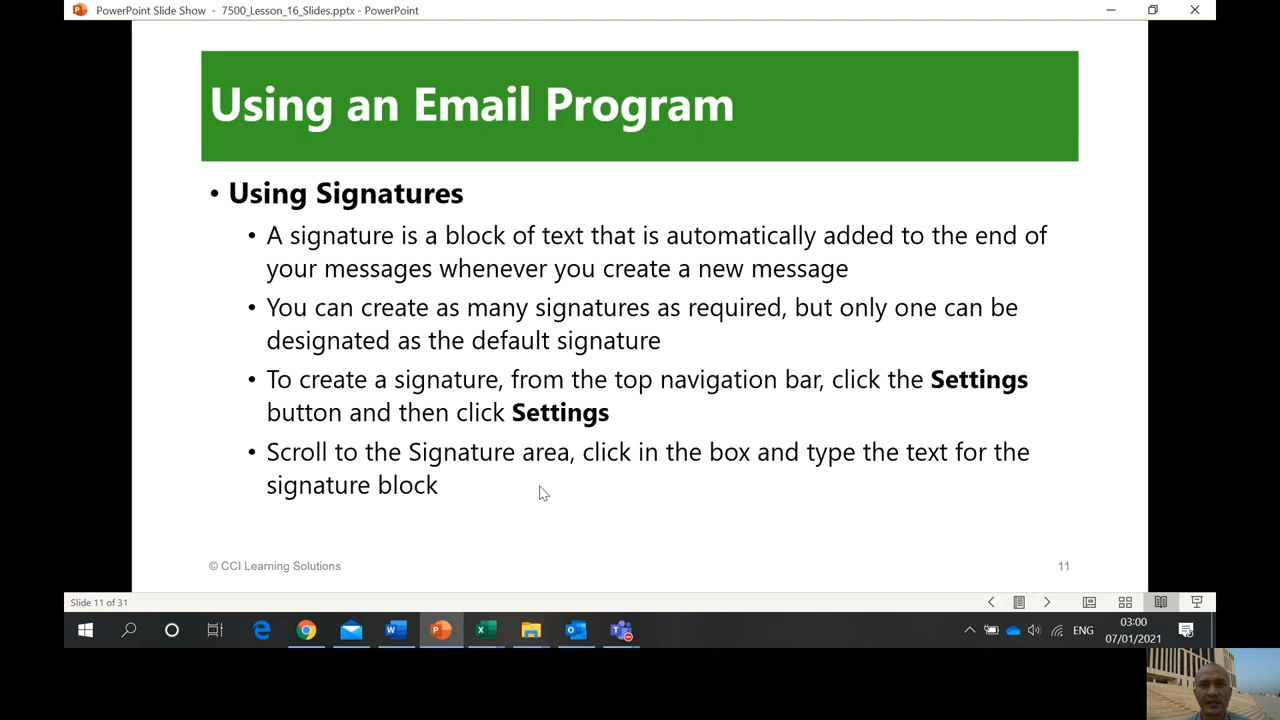 PowerPoint Slide Show - 7500_Lesson_16_Slides.pptx - PowerPoint
Using an Email Program
• Using Signatures
• A signature is a block of text that is automatically added to the end of
your messages whenever you create a new message
• You can create as many signatures as required, but only one can be
designated as the default signature
• To create a signature, from the top navigation bar, click the Settings
button and then click Settings
• Scroll to the Signature area, click in the box and type the text for the
signature block
© CCI Learning Solutions
11
Slide 11 of 31
ENG
03:00
07/01/2021